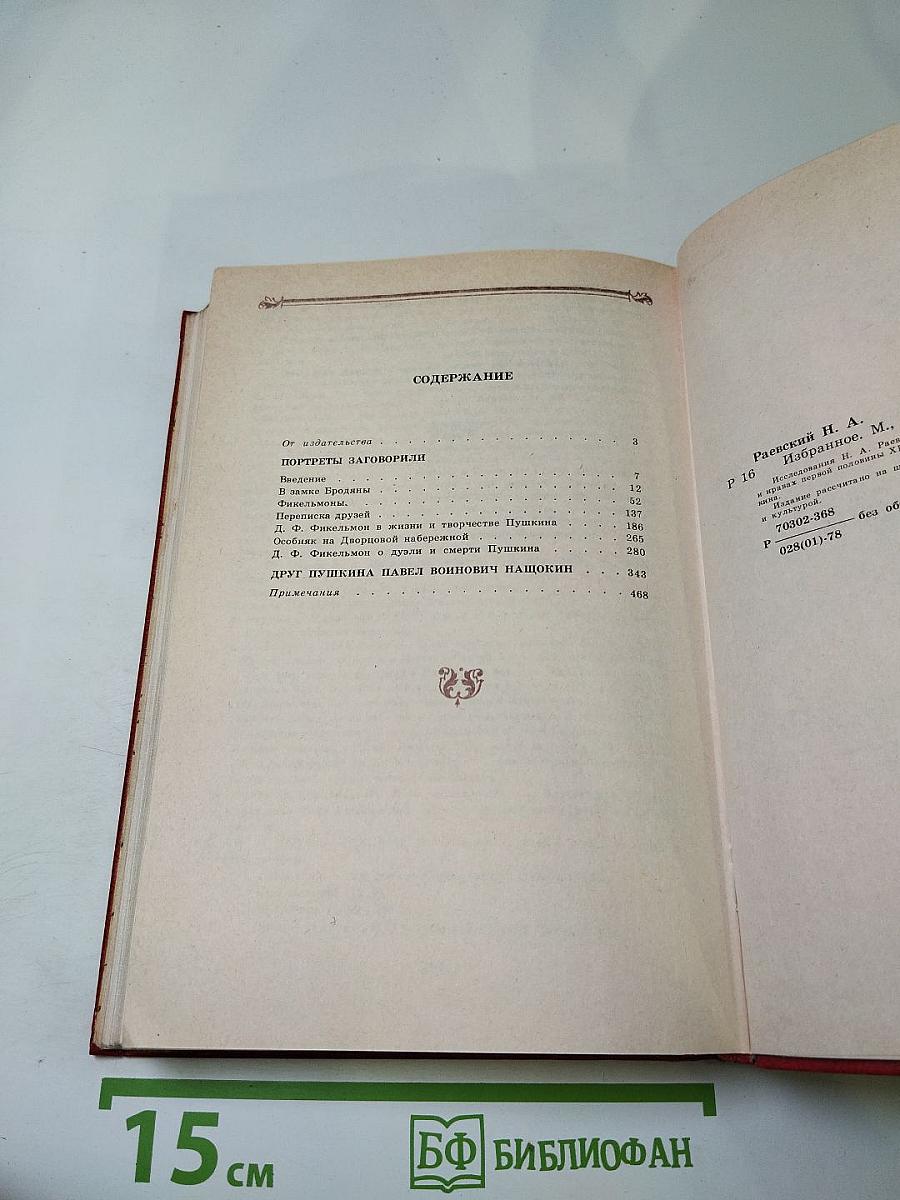 СОДЕРЖАНИЕ
От издательства . . . . . . . . . . . . . . . . . 3
ПОРТРЕТЫ ЗАГОВОРИЛИ
Введение . . . . . . . . . . . . . . . . . . . . 7
В замке Бродяны . . . . . . . . . . . . . . . . . 12
Фикельмоны. . . . . . . . . . . . . . . . . . . . 52
Переписка друзей . . . . . . . . . . . . . . . . . 137
Д. Ф. Фикельмон в жизни и творчестве Пушкина . . . . . 186
Особняк на Дворцовой набережной . . . . . . . . . . 265
Д. Ф. Фикельмон о дуэли и смерти Пушкина . . . . . . 280
ДРУГ ПУШКИНА ПАВЕЛ ВОИНОВИЧ НАЩОКИН . . . 343
Примечания . . . . . . . . . . . . . . . . . . . 468
Раевский Н. А.
Р 16 Избранное. М.,
Исследования Н. А. Раев
и нравах первой половины XI
кина.
Издание рассчитано на ш
и культурой.
70302-368
Р — без об
028(01)-78
15 см
БФ БИБЛИОФАН